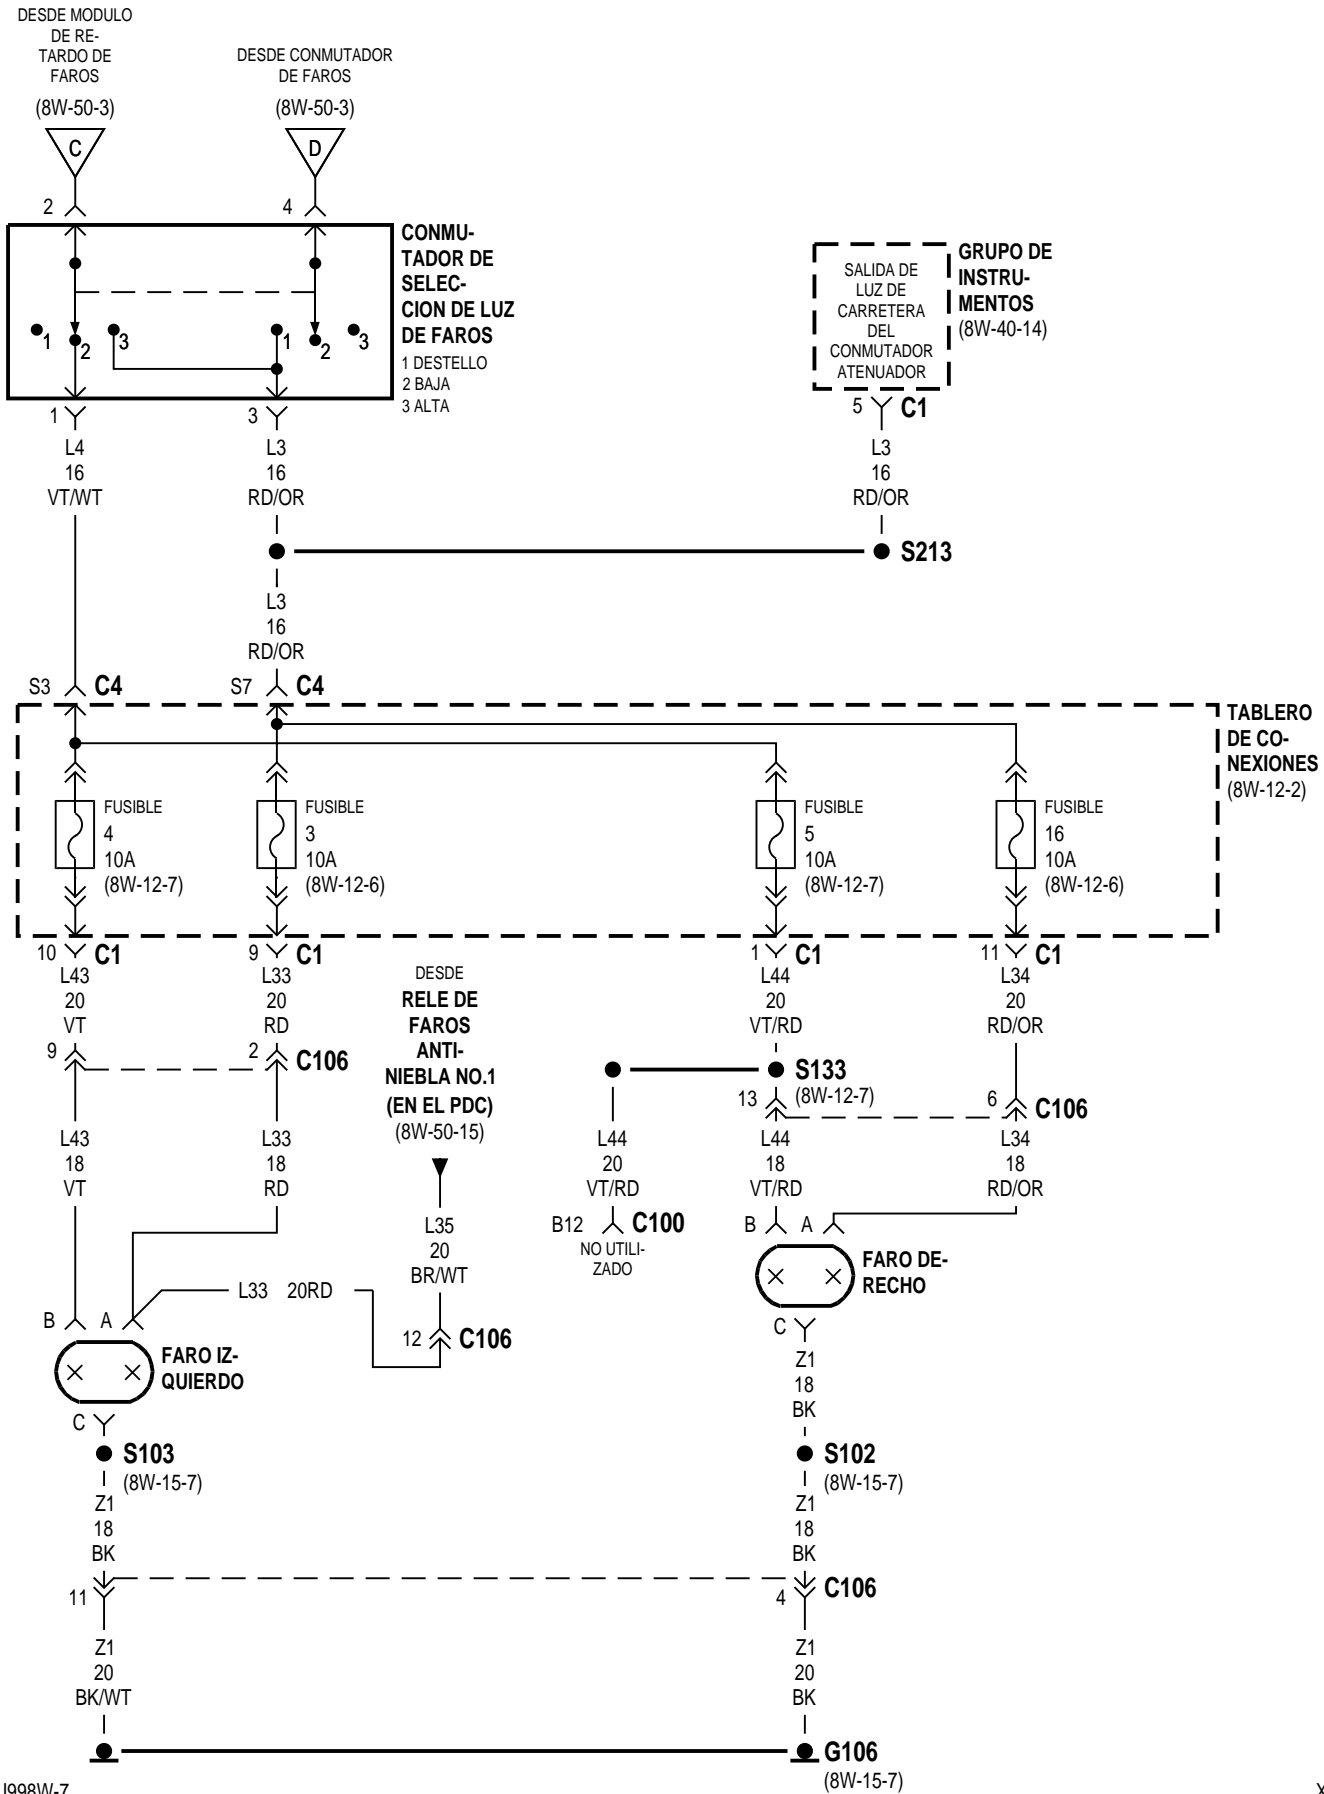 DESDE MODULO
DE RE-
TARDO DE
FAROS
(8W-50-3)
C
2
DESDE CONMUTADOR
DE FAROS
(8W-50-3)
D
4
CONMU-
TADOR DE
SELEC-
CION DE LUZ
DE FAROS
1 DESTELLO
2 BAJA
3 ALTA
1
2
3
1
2
3
SALIDA DE
LUZ DE
CARRETERA
DEL
CONMUTADOR
ATENUADOR
GRUPO DE
INSTRU-
MENTOS
(8W-40-14)
1
L4
16
VT/WT
3
L3
16
RD/OR
5 C1
L3
16
RD/OR
S213
L3
16
RD/OR
S3 C4
S7 C4
TABLERO
DE CO-
NEXIONES
(8W-12-2)
FUSIBLE
4
10A
(8W-12-7)
FUSIBLE
3
10A
(8W-12-6)
FUSIBLE
5
10A
(8W-12-7)
FUSIBLE
16
10A
(8W-12-6)
10 C1
L43
20
VT
9
9 C1
L33
20
RD
2 C106
DESDE
RELE DE
FAROS
ANTI-
NIEBLA NO.1
(EN EL PDC)
(8W-50-15)
1 C1
L44
20
VT/RD
S133
(8W-12-7)
13
11 C1
L34
20
RD/OR
6 C106
L43
18
VT
L33
18
RD
L35
20
BR/WT
12 C106
L44
20
VT/RD
B12 C100
NO UTILI-
ZADO
L44
18
VT/RD
L34
18
RD/OR
B A
FARO DE-
RECHO
C
L33 20RD
B A
FARO IZ-
QUIERDO
C
S103
(8W-15-7)
Z1
18
BK
11
Z1
20
BK/WT
Z1
18
BK
S102
(8W-15-7)
Z1
18
BK
4 C106
Z1
20
BK
G106
(8W-15-7)
J998W-7
X